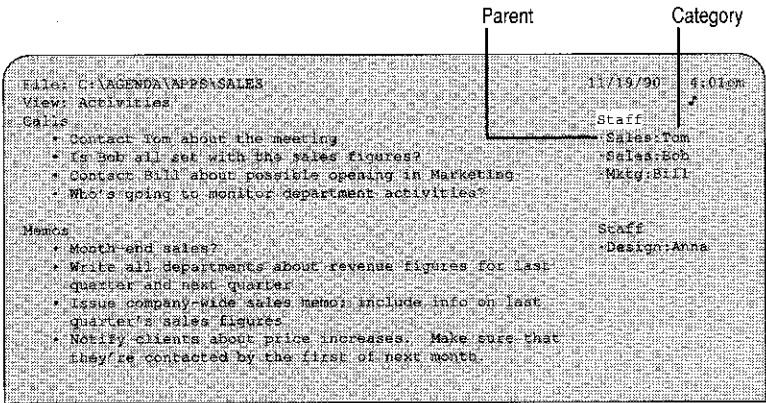 Parent Category
File: C:\AGENDA\APPS\SALES 11/19/90 4:01pm
View: Activities ♪
Calls Staff
• Contact Tom about the meeting ·Sales:Tom
• Is Bob all set with the sales figures? ·Sales:Bob
• Contact Bill about possible opening in Marketing ·Mktg:Bill
• Who's going to monitor department activities?
Memos Staff
• Month-end sales? ·Design:Anna
• Write all departments about revenue figures for last
quarter and next quarter
• Issue company-wide sales memo; include info on last
quarter's sales figures
• Notify clients about price increases. Make sure that
they're contacted by the first of next month.